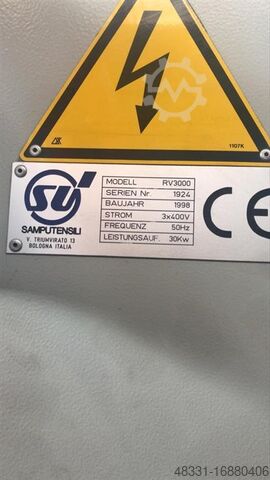 1107K
SU
SAMPUTENSILI
V. TRIUMVIRATO 13
BOLOGNA ITALIA
MODELL RV3000
SERIEN Nr. 1924
BAUJAHR 1998
STROM 3x400V
FREQUENZ 50Hz
LEISTUNGSAUF. 30Kw
CE
48331-16880406